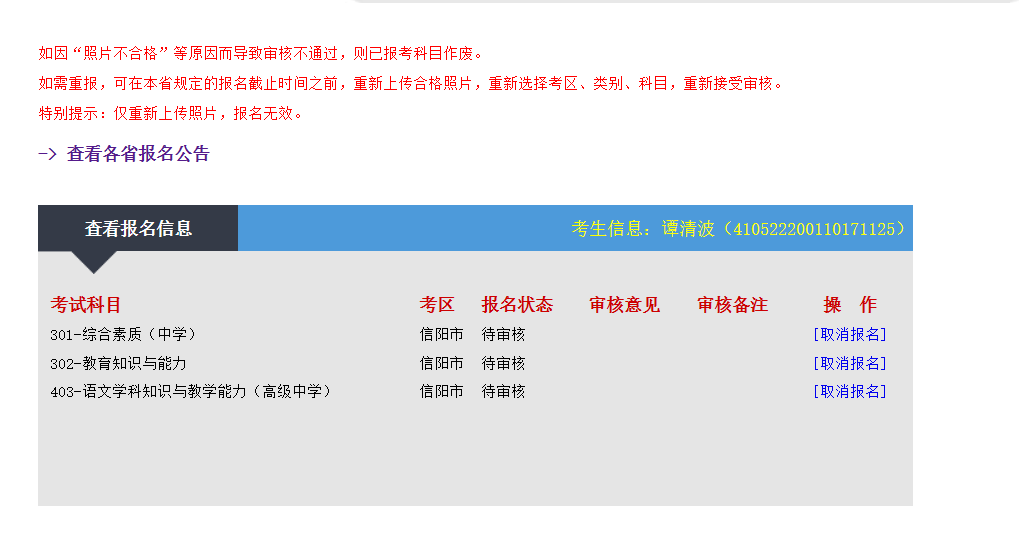 如因“照片不合格”等原因而导致审核不通过，则已报考科目作废。
如需重报，可在本省规定的报名截止时间之前，重新上传合格照片，重新选择考区、类别、科目，重新接受审核。
特别提示：仅重新上传照片，报名无效。
-> 查看各省报名公告
查看报名信息 考生信息：谭清波（410522200110171125）
考试科目 考区 报名状态 审核意见 审核备注 操 作
301-综合素质（中学） 信阳市 待审核 [取消报名]
302-教育知识与能力 信阳市 待审核 [取消报名]
403-语文学科知识与教学能力（高级中学） 信阳市 待审核 [取消报名]